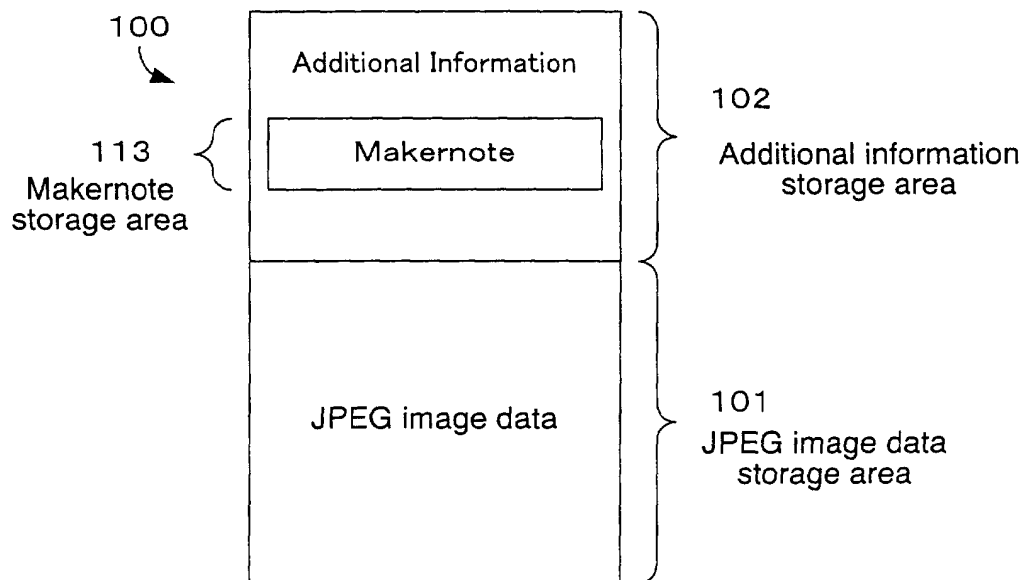 100
Additional Information
102
Additional information
storage area
113
Makernote
storage area
Makernote
JPEG image data
101
JPEG image data
storage area